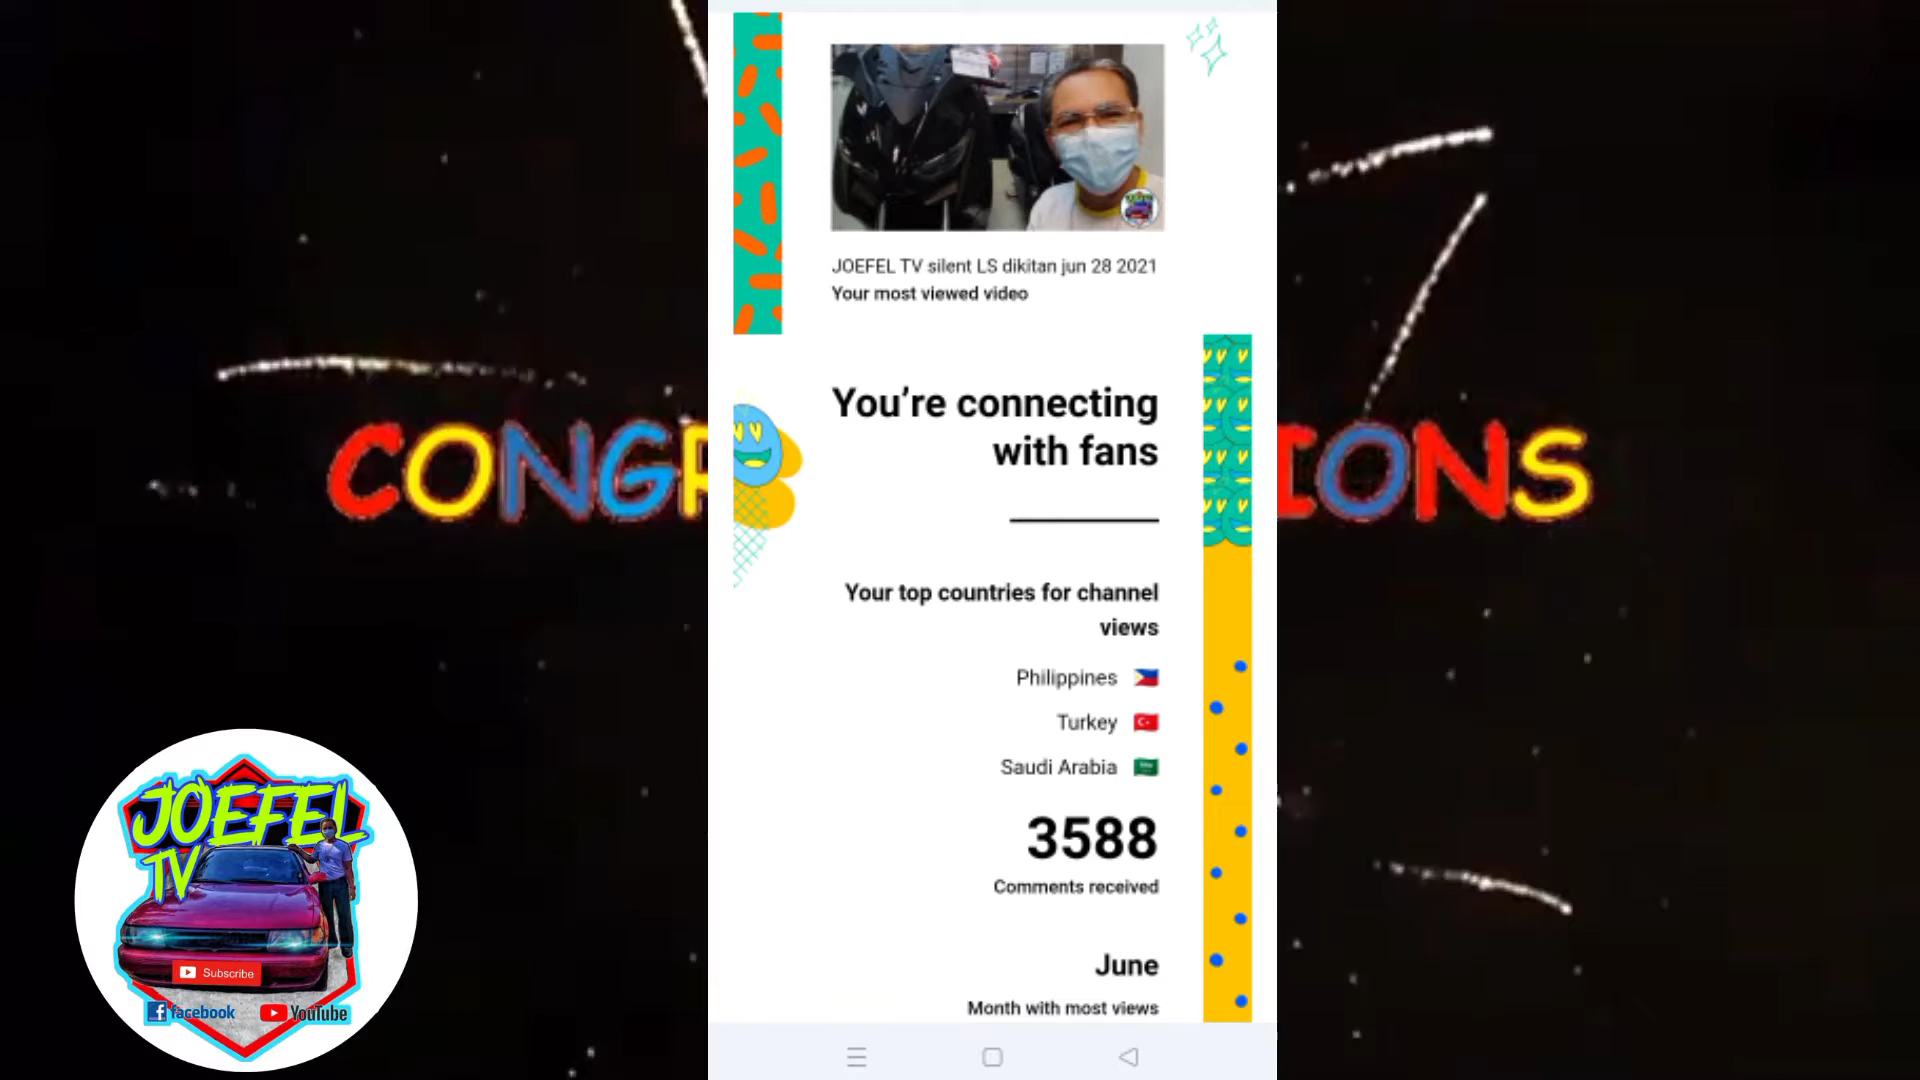 JOEFEL TV silent LS dikitan jun 28 2021
Your most viewed video
You're connecting
with fans
CONGR
IONS
Your top countries for channel
views
Philippines
Turkey
Saudi Arabia
3588
Comments received
June
Month with most views
JOEFEL
TV
Subscribe
facebook
YouTube